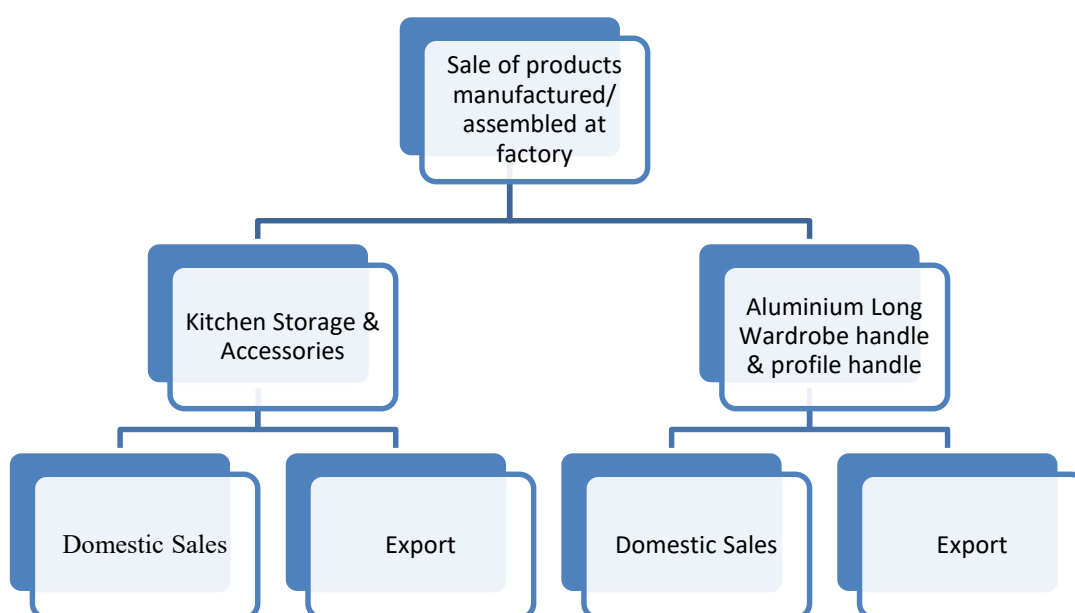 Sale of products
manufactured/
assembled at
factory
Kitchen Storage &
Accessories
Aluminium Long
Wardrobe handle
& profile handle
Domestic Sales
Export
Domestic Sales
Export